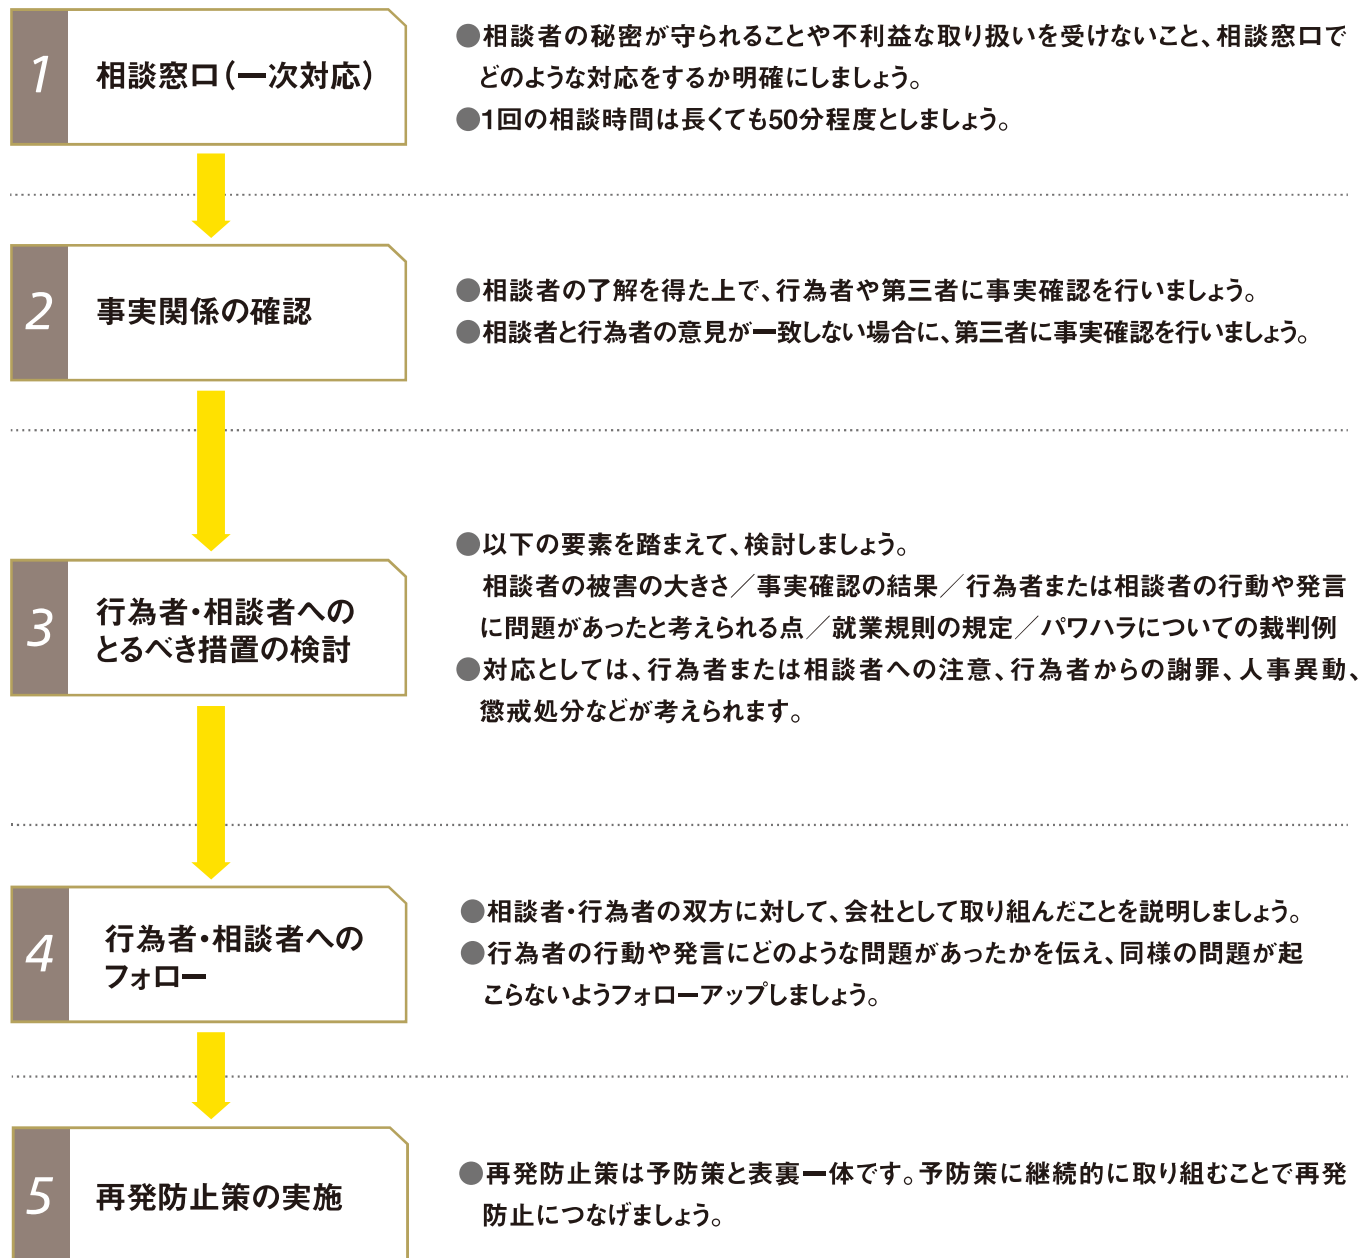 1
相談窓口（一次対応）
●相談者の秘密が守られることや不利益な取り扱いを受けないこと、相談窓口で
どのような対応をするか明確にしましょう。
●1回の相談時間は長くても50分程度としましょう。
2
事実関係の確認
●相談者の了解を得た上で、行為者や第三者に事実確認を行いましょう。
●相談者と行為者の意見が一致しない場合に、第三者に事実確認を行いましょう。
3
行為者・相談者への
とるべき措置の検討
●以下の要素を踏まえて、検討しましょう。
相談者の被害の大きさ／事実確認の結果／行為者または相談者の行動や発言
に問題があったと考えられる点／就業規則の規定／パワハラについての裁判例
●対応としては、行為者または相談者への注意、行為者からの謝罪、人事異動、
懲戒処分などが考えられます。
4
行為者・相談者への
フォロー
●相談者・行為者の双方に対して、会社として取り組んだことを説明しましょう。
●行為者の行動や発言にどのような問題があったかを伝え、同様の問題が起
こらないようフォローアップしましょう。
5
再発防止策の実施
●再発防止策は予防策と表裏一体です。予防策に継続的に取り組むことで再発
防止につなげましょう。